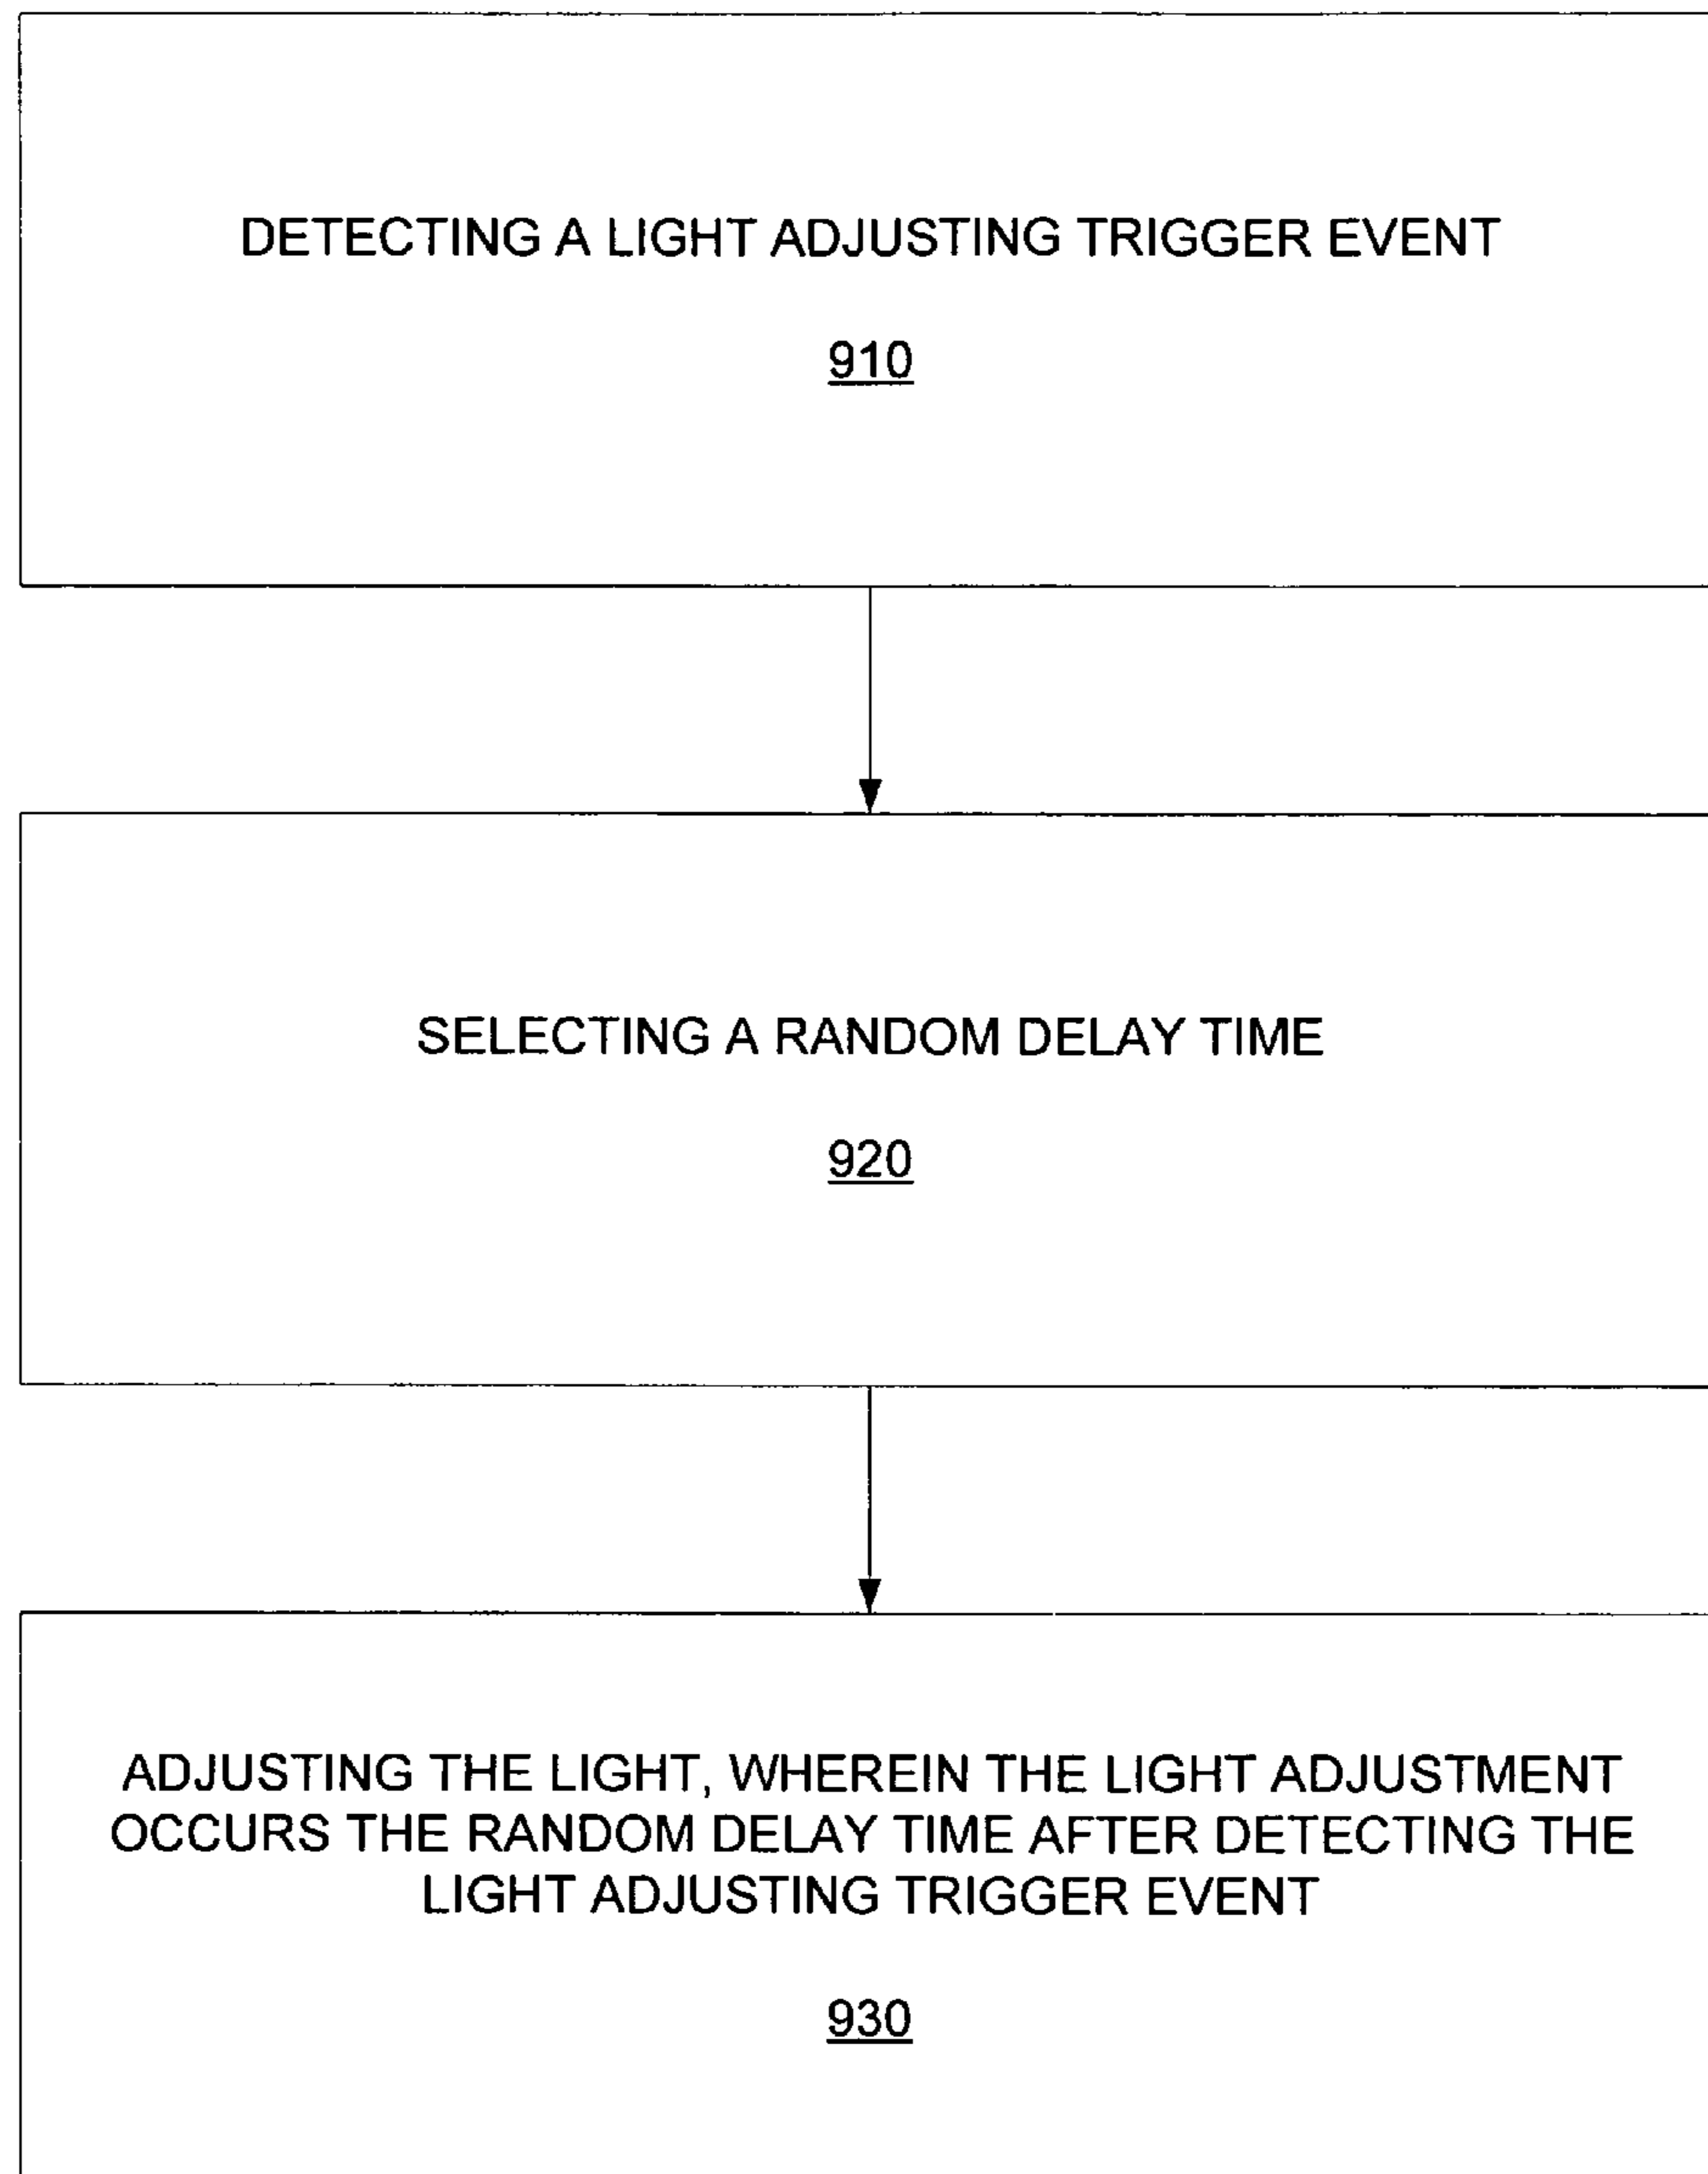 DETECTING A LIGHT ADJUSTING TRIGGER EVENT
910
SELECTING A RANDOM DELAY TIME
920
ADJUSTING THE LIGHT, WHEREIN THE LIGHT ADJUSTMENT
OCCURS THE RANDOM DELAY TIME AFTER DETECTING THE
LIGHT ADJUSTING TRIGGER EVENT
930